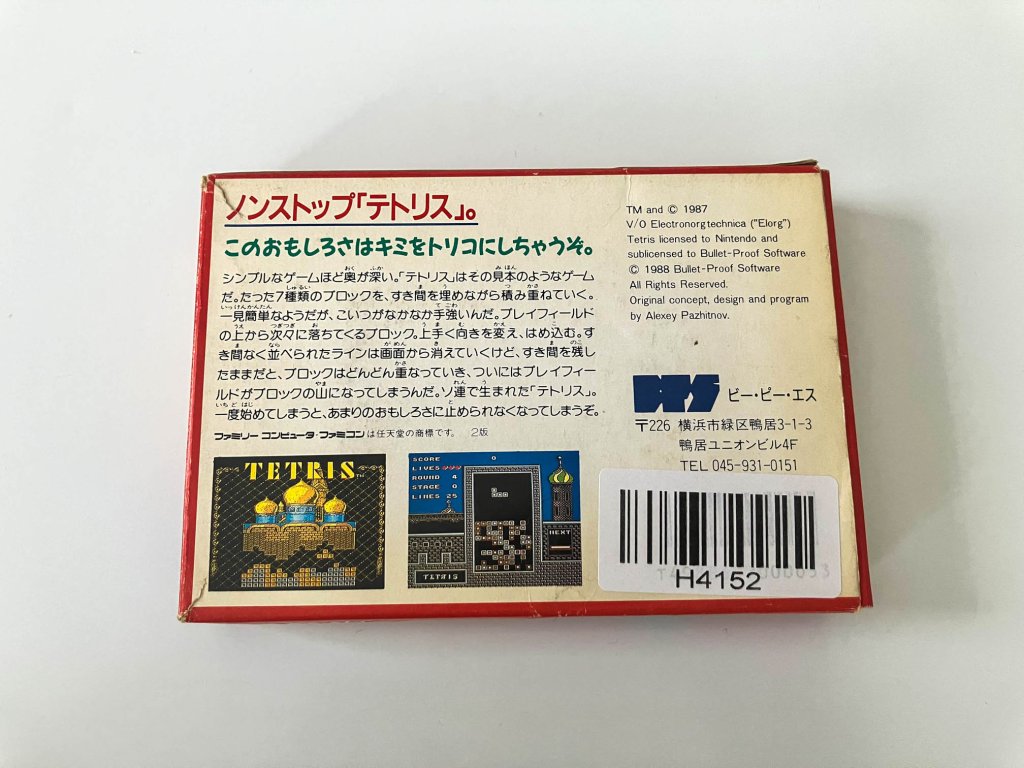 ノンストップ「テトリス」。
このおもしろさはキミをトリコにしちゃうぞ。
シンプルなゲームほど奥が深い。「テトリス」はその見本のようなゲーム
だ。たった7種類のブロックを、すき間を埋めながら積み重ねていく。
一見簡単なようだが、こいつがなかなか手強いんだ。プレイフィールド
の上から次々に落ちてくるブロック。上手く向きを変え、はめ込む。す
き間なく並べられたラインは画面から消えていくけど、すき間を残し
たままだと、ブロックはどんどん重なっていき、ついにはプレイフィー
ルドがブロックの山になってしまうんだ。ソ連で生まれた「テトリス」。
一度始めてしまうと、あまりのおもしろさに止められなくなってしまうぞ。
ファミリー コンピュータ・ファミコンは任天堂の商標です。 2版
TETRIS
SCORE 0
LIVES
ROUND 4
STAGE 0
LINES 25
NEXT
TETRIS
TM and © 1987
V/O Electronorgtechnica ("Elorg")
Tetris licensed to Nintendo and
sublicensed to Bullet-Proof Software
© 1988 Bullet-Proof Software
All Rights Reserved.
Original concept, design and program
by Alexey Pazhitnov.
BPS ビー・ピー・エス
〒226 横浜市緑区鴨居3-1-3
鴨居ユニオンビル4F
TEL 045-931-0151
H4152